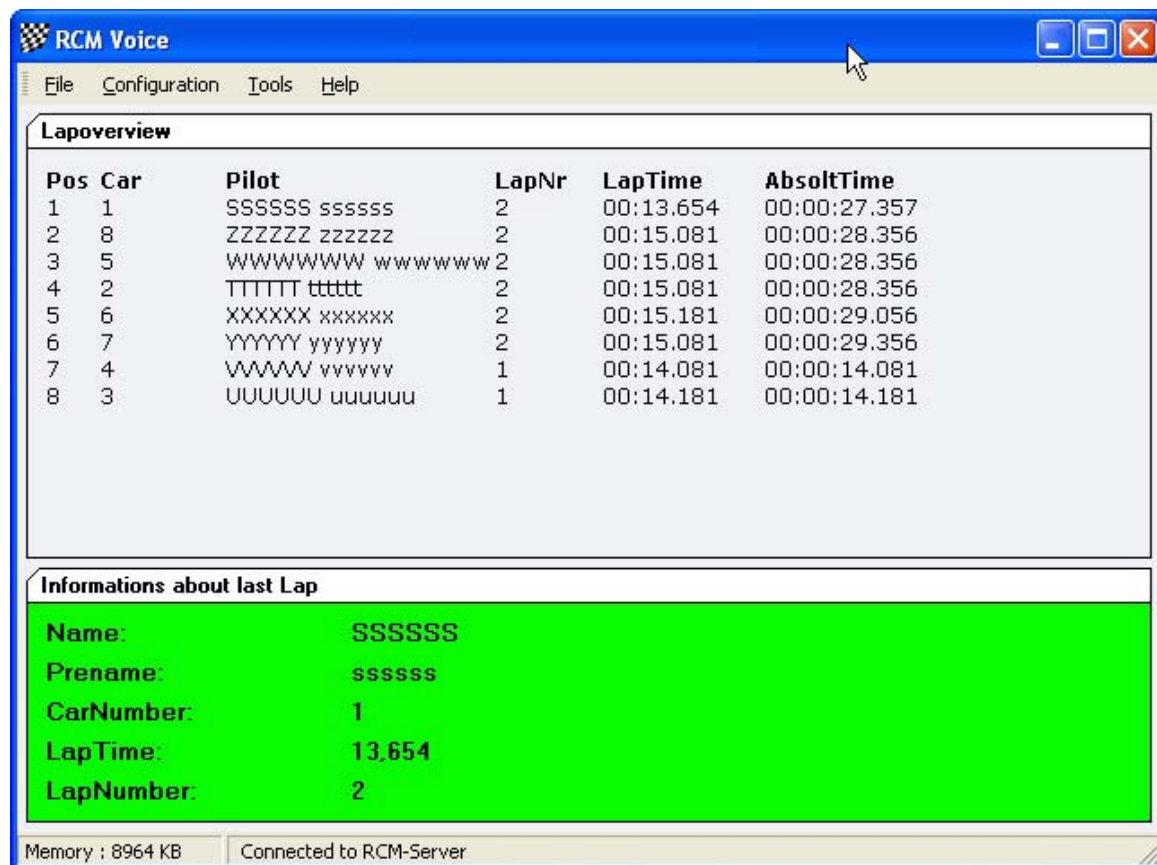 RCM Voice
File Configuration Tools Help
Lapoverview
Pos Car Pilot LapNr LapTime AbsoltTime
1 1 SSSSSS ssssss 2 00:13.654 00:00:27.357
2 8 ZZZZZZ zzzzzz 2 00:15.081 00:00:28.356
3 5 WWWWWW wwwwww 2 00:15.081 00:00:28.356
4 2 TTTTTT tttttt 2 00:15.081 00:00:28.356
5 6 XXXXXX xxxxxx 2 00:15.181 00:00:29.056
6 7 YYYYYY yyyyyy 2 00:15.081 00:00:29.356
7 4 VVVVVV vvvvvv 1 00:14.081 00:00:14.081
8 3 UUUUUU uuuuuu 1 00:14.181 00:00:14.181
Informations about last Lap
Name: SSSSSS
Prename: ssssss
CarNumber: 1
LapTime: 13,654
LapNumber: 2
Memory : 8964 KB Connected to RCM-Server